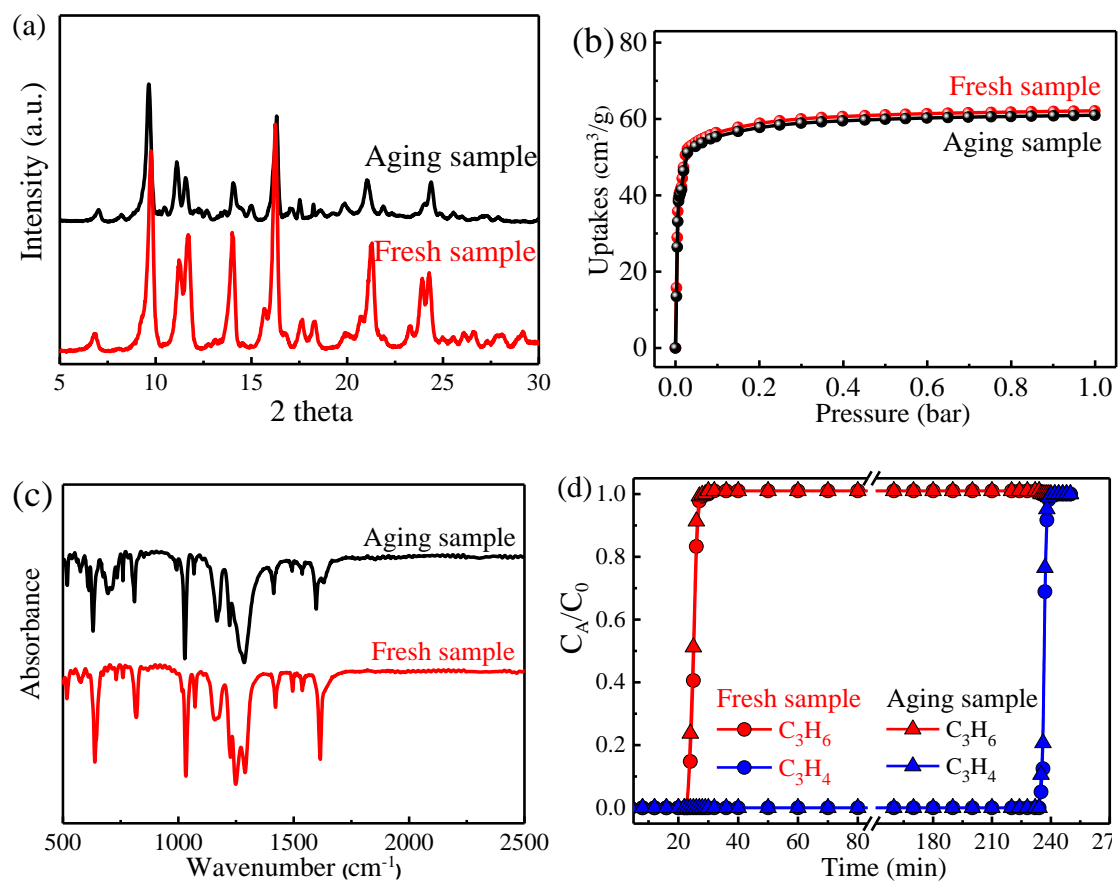 (a)
Intensity (a.u.)
Aging sample
Fresh sample
5 10 15 20 25 30
2 theta
(b)
Uptakes (cm³/g)
80
60
40
20
0
Fresh sample
Aging sample
0.0 0.2 0.4 0.6 0.8 1.0
Pressure (bar)
(c)
Absorbance
Aging sample
Fresh sample
500 1000 1500 2000 2500
Wavenumber (cm⁻¹)
(d)
C_A/C_0
1.0
0.8
0.6
0.4
0.2
0.0
Fresh sample Aging sample
C₃H₆ C₃H₆
C₃H₄ C₃H₄
20 40 60 80 180 210 240 27
Time (min)